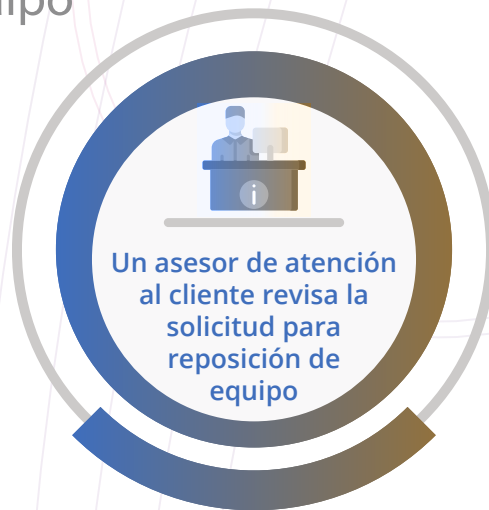 Un asesor de atención
al cliente revisa la
solicitud para
reposición de
equipo